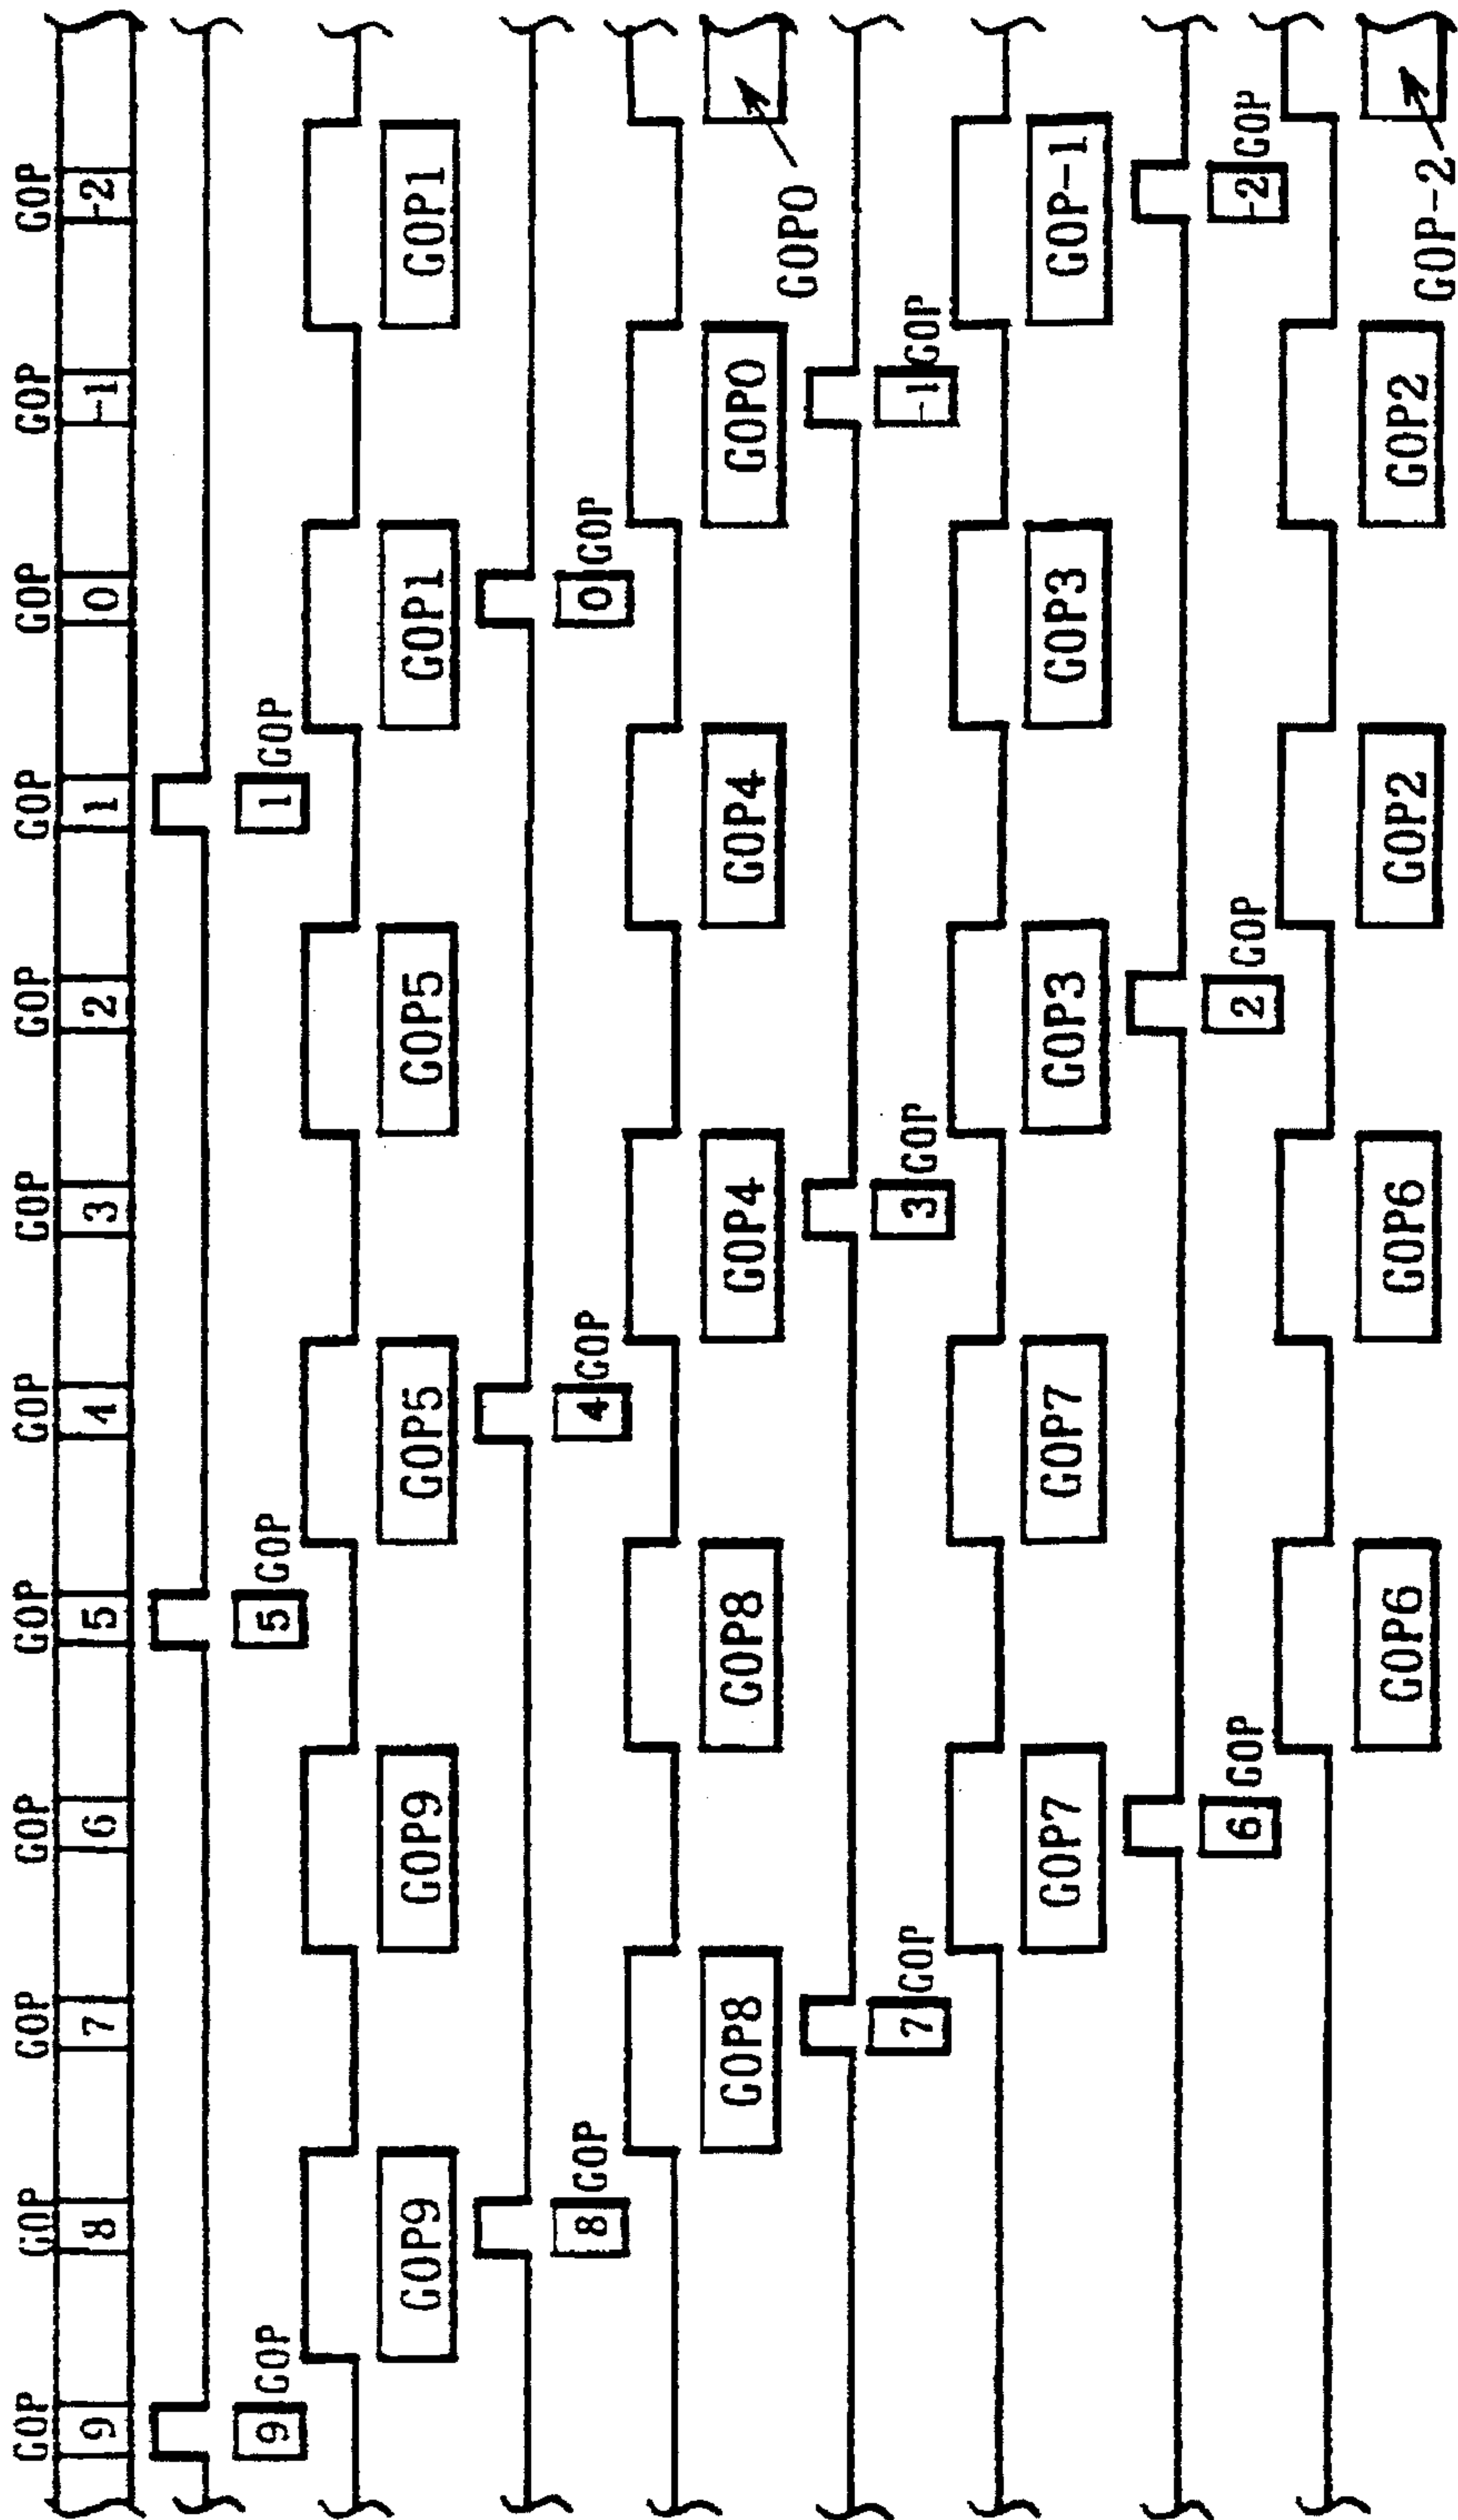 GOP GOP GOP GOP GOP GOP GOP GOP GOP GOP GOP GOP
9 8 7 6 5 4 3 2 1 0 -1 -2
9 GOP 5 GOP 1 GOP
GOP9 GOP9 GOP5 GOP5 GOP1 GOP1
8 GOP 4 GOP 0 GOP
GOP8 GOP8 GOP4 GOP4 GOP0
GOP0
7 GOP 3 GOP -1 GOP
GOP7 GOP7 GOP3 GOP3 GOP-1
6 GOP 2 GOP -2 GOP
GOP6 GOP6 GOP2 GOP2
GOP-2